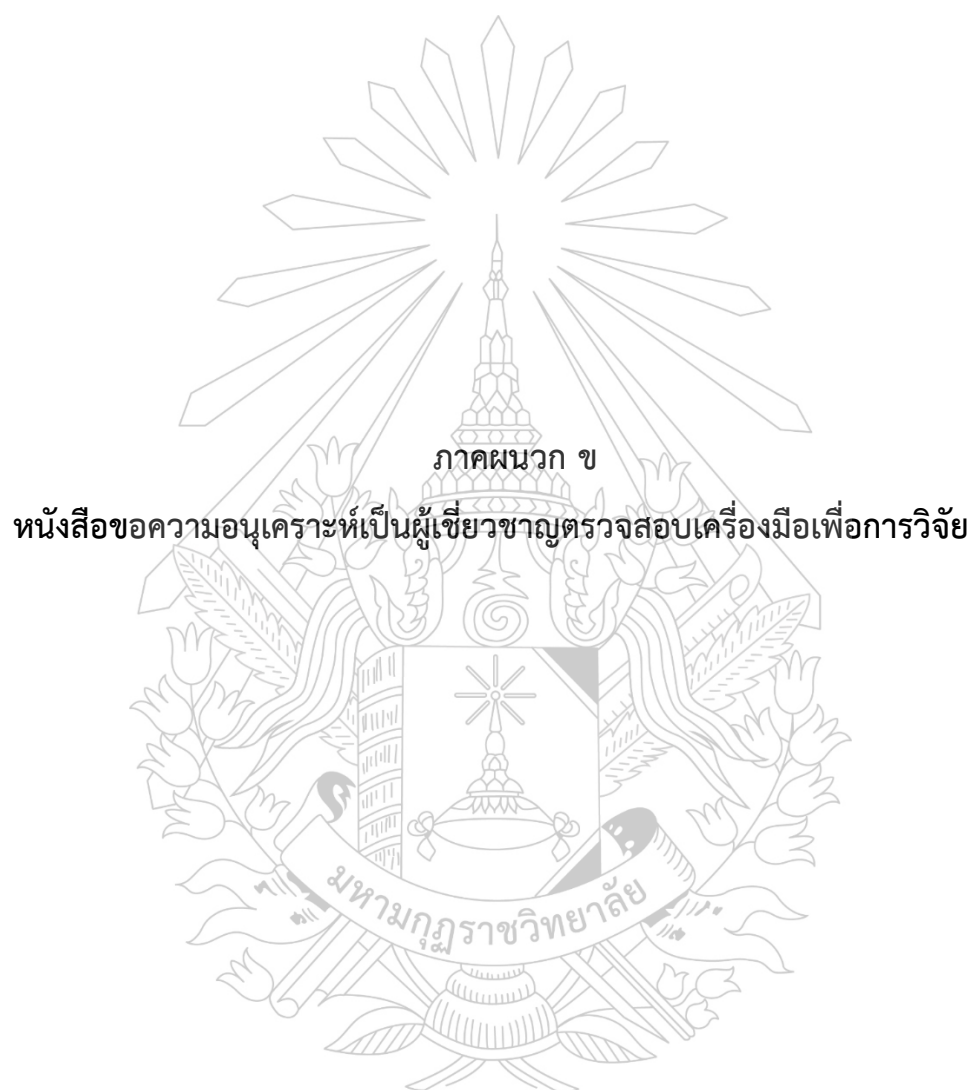 ภาคผนวก ข
หนังสือขอความอนุเคราะห์เป็นผู้เชี่ยวชาญตรวจสอบเครื่องมือเพื่อการวิจัย
มหามกุฏราชวิทยาลัย